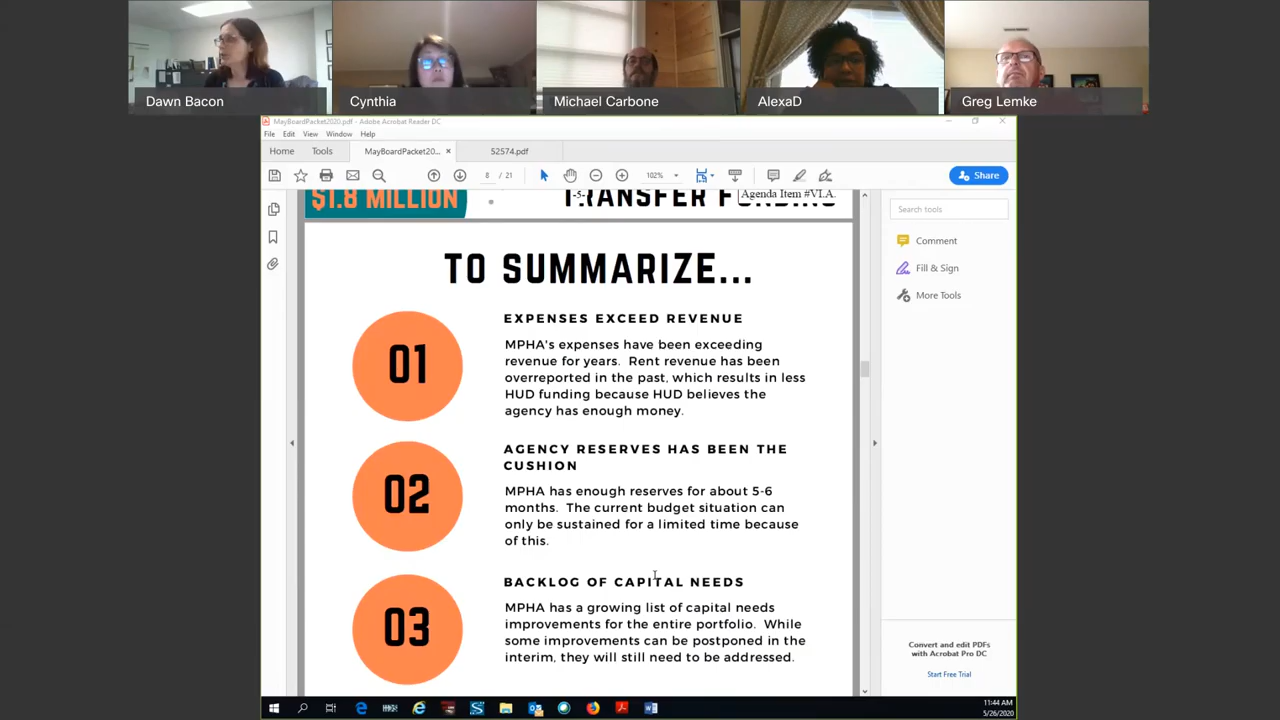 Dawn Bacon
Cynthia
Michael Carbone
AlexaD
Greg Lemke
MayBoardPacket2020.pdf - Adobe Acrobat Reader DC
File Edit View Window Help
Home Tools MayBoardPacket20... × 52574.pdf
8 / 21 102% Share
$1.8 MILLION TRANSFER FUNDING
-5- Agenda Item #VI.A.
Search tools
Comment
Fill & Sign
More Tools
TO SUMMARIZE...
01
EXPENSES EXCEED REVENUE
MPHA's expenses have been exceeding
revenue for years. Rent revenue has been
overreported in the past, which results in less
HUD funding because HUD believes the
agency has enough money.
02
AGENCY RESERVES HAS BEEN THE
CUSHION
MPHA has enough reserves for about 5-6
months. The current budget situation can
only be sustained for a limited time because
of this.
03
BACKLOG OF CAPITAL NEEDS
MPHA has a growing list of capital needs
improvements for the entire portfolio. While
some improvements can be postponed in the
interim, they will still need to be addressed.
Convert and edit PDFs
with Acrobat Pro DC
Start Free Trial
11:44 AM
5/26/2020